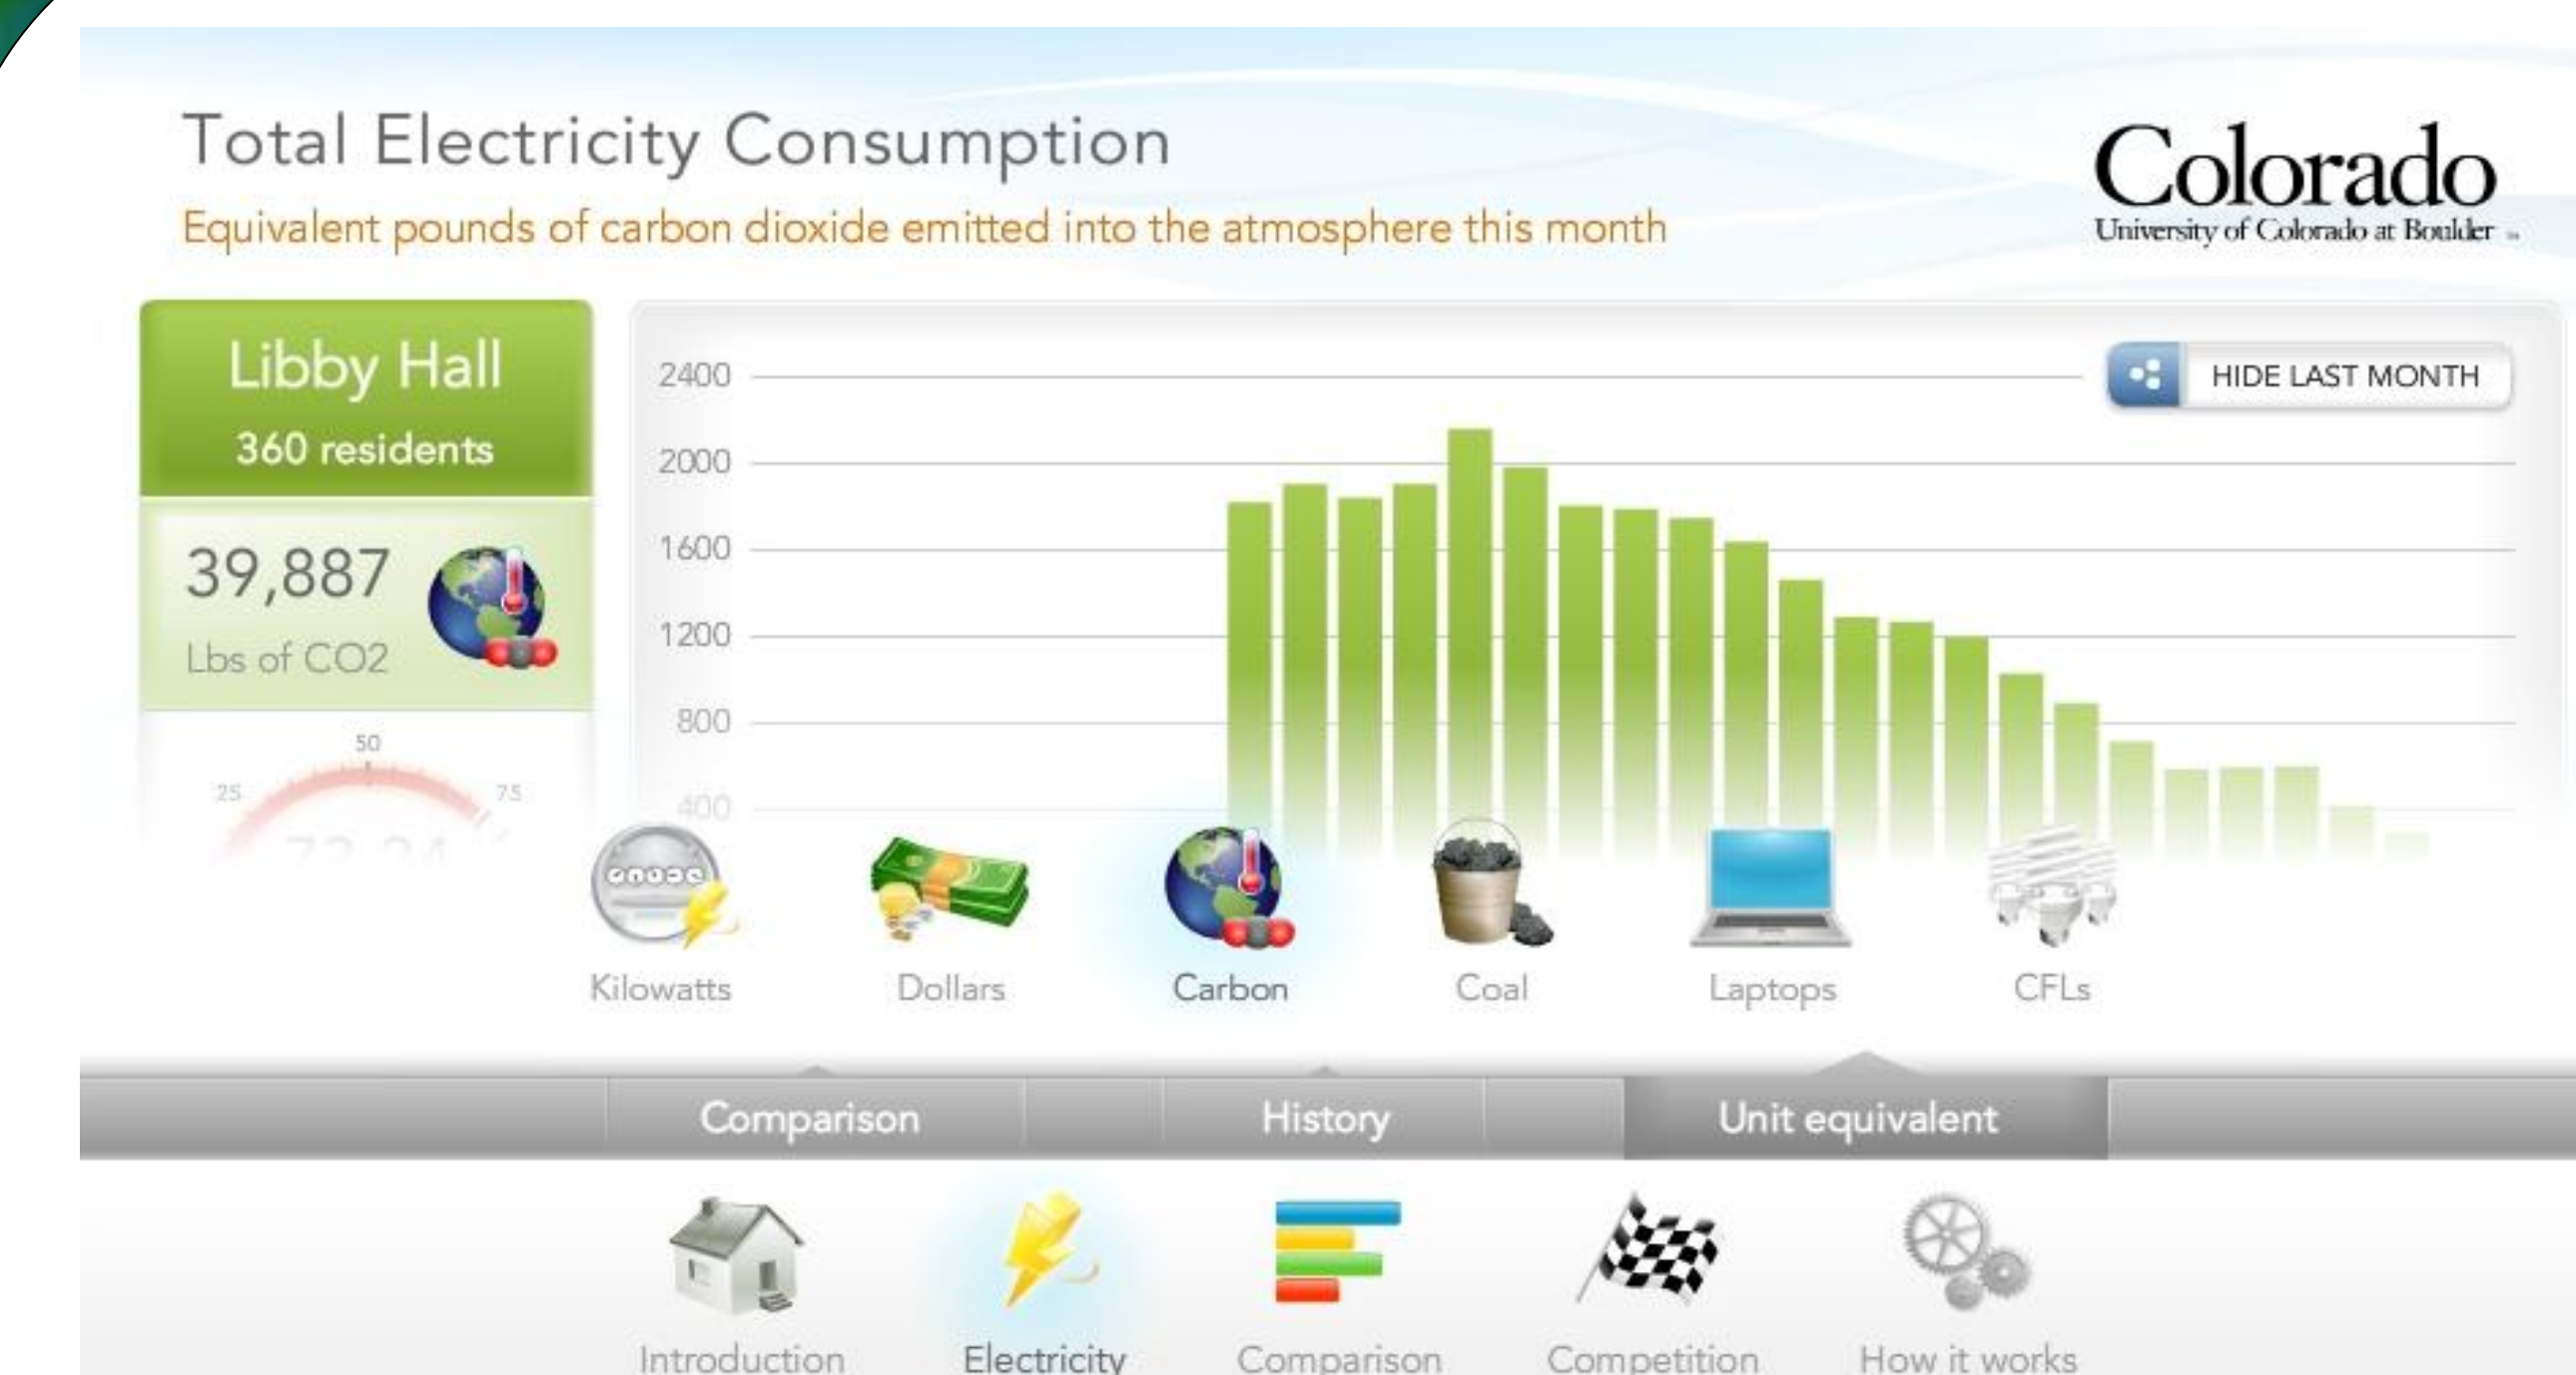 Total Electricity Consumption
Equivalent pounds of carbon dioxide emitted into the atmosphere this month
Colorado
University of Colorado at Boulder
Libby Hall
360 residents
39,887
Lbs of CO2
50
25
75
72.24
HIDE LAST MONTH
2400
2000
1600
1200
800
400
Kilowatts
Dollars
Carbon
Coal
Laptops
CFLs
Comparison
History
Unit equivalent
Introduction
Electricity
Comparison
Competition
How it works